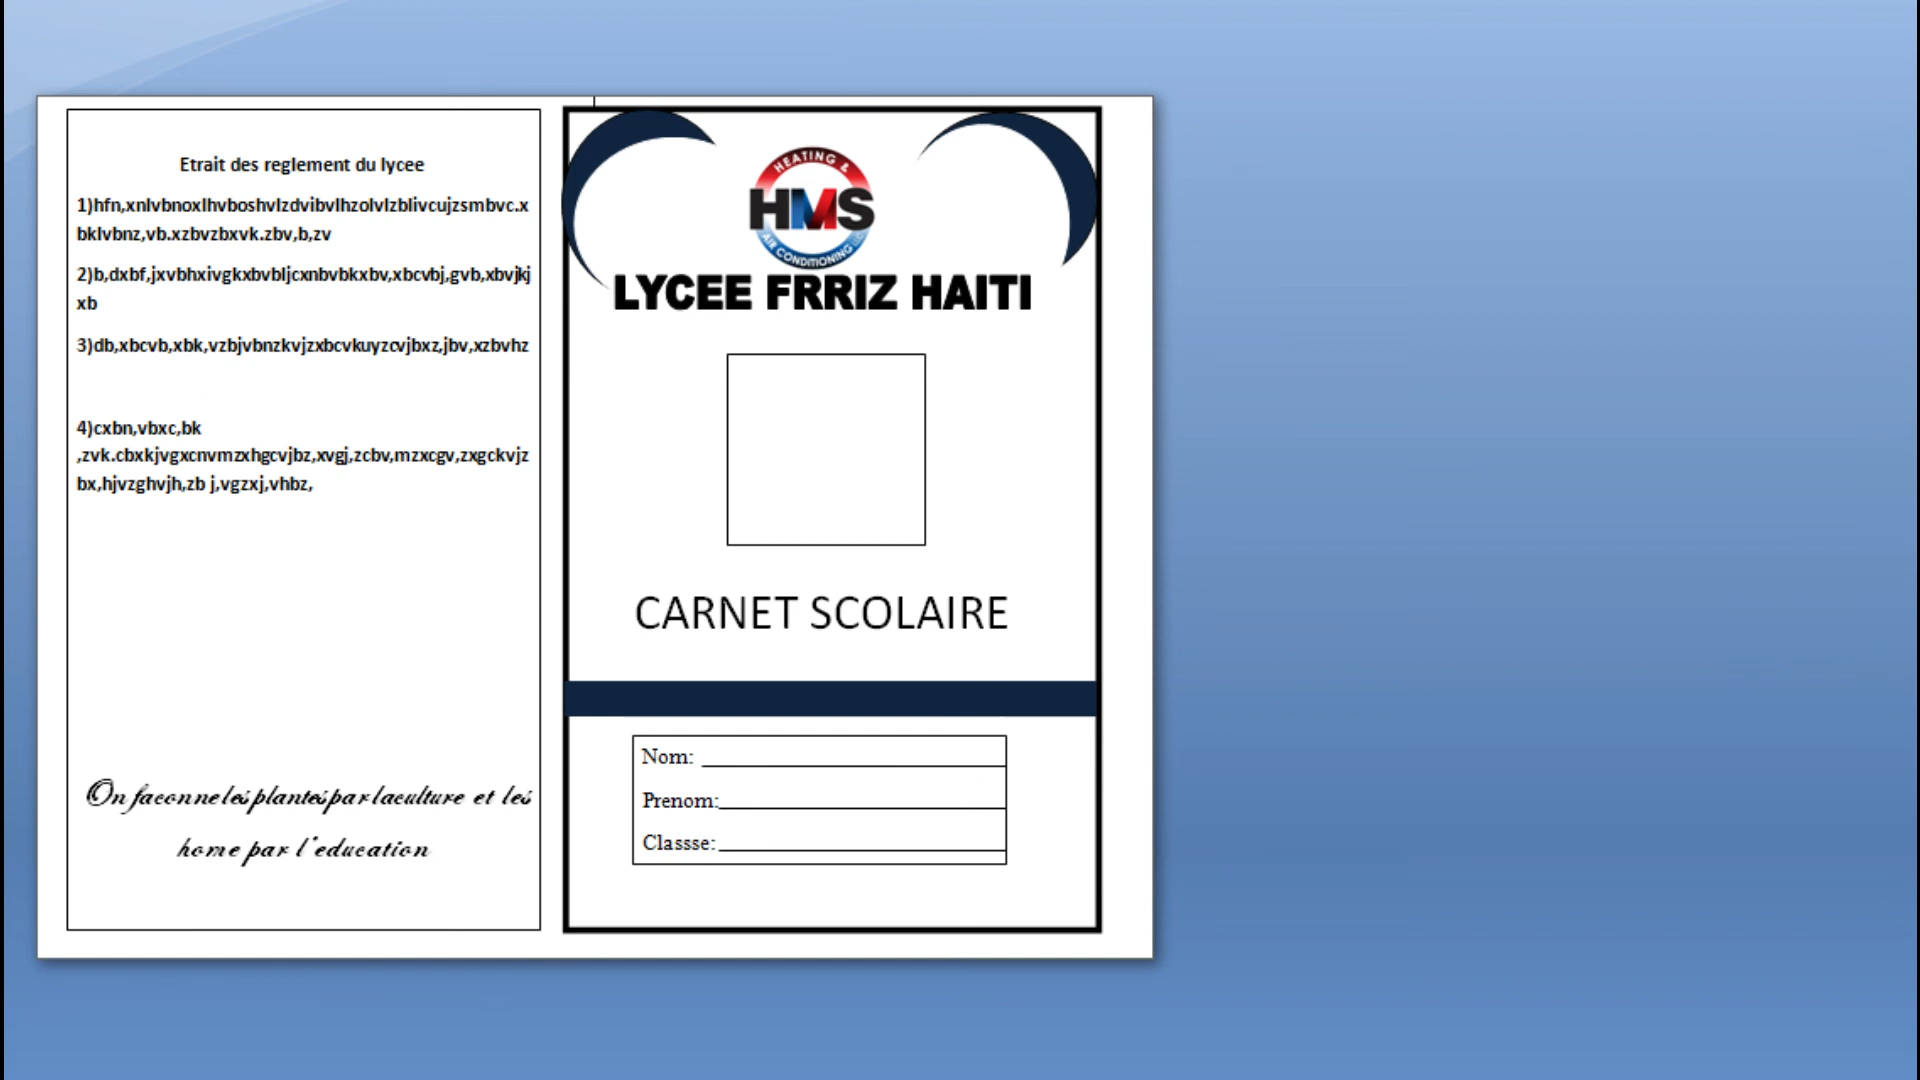 Etrait des reglement du lycee
1)hfn,xnlvbnoxlhvboshvlzdvibvlhzolvlzblivcujzsmbvc.x
bklvbnz,vb.xzbvzbxvk.zbv,b,zv
2)b,dxbf,jxvbhxivgkxbvbljcxnbvbkxbv,xbcvbj,gvb,xbvjkj
xb
3)db,xbcvb,xbk,vzbjvbnzkvjzxbcvkuyzcvjbxz,jbv,xzbvhz
4)cxbn,vbxc,bk
,zvk.cbxkjvgxcnvmzxhgcvjbz,xvgj,zcbv,mzxcgv,zxgckvjz
bx,hjvzghvjh,zb j,vgzxj,vhbz,
On faconne les plantes par la culture et les
home par l'education
HEATING &
HMS
AIR CONDITIONING LLC
LYCEE FRRIZ HAITI
CARNET SCOLAIRE
Nom:
Prenom:
Classse: